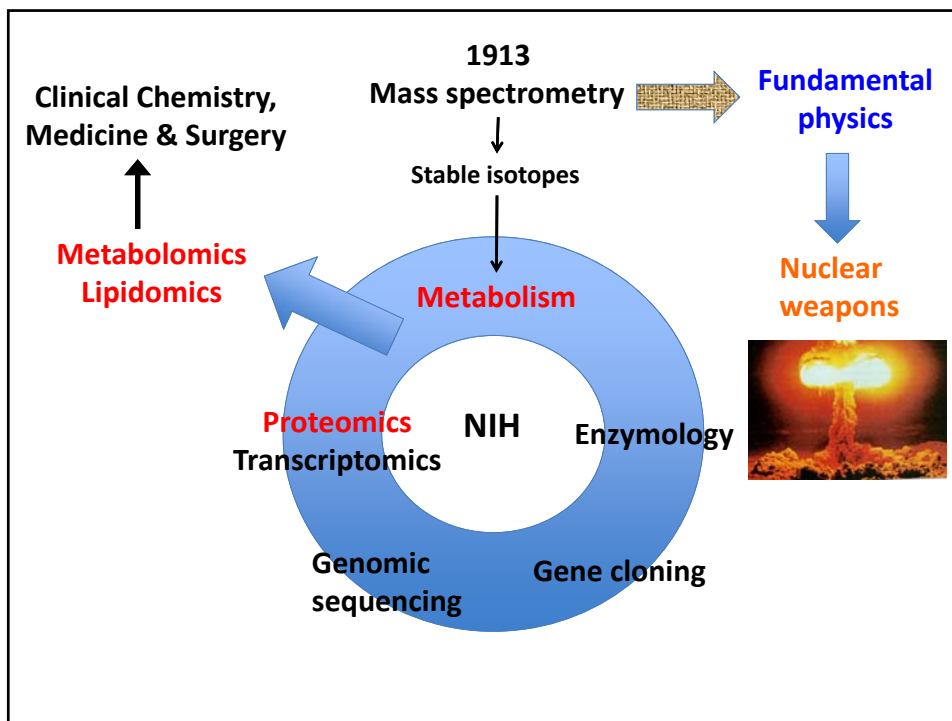 1913
Mass spectrometry
Clinical Chemistry,
Medicine & Surgery
Fundamental
physics
Stable isotopes
Metabolomics
Lipidomics
Metabolism
Nuclear
weapons
Proteomics
Transcriptomics
NIH
Enzymology
Genomic
sequencing
Gene cloning